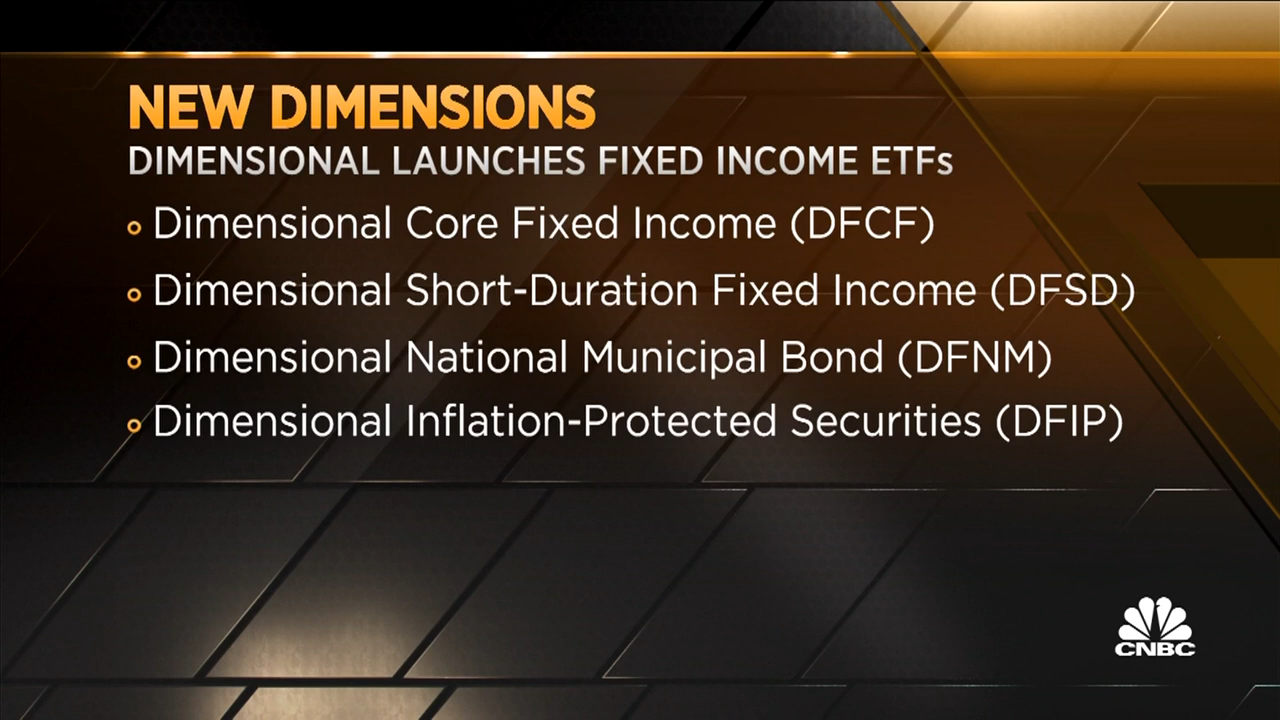 NEW DIMENSIONS
DIMENSIONAL LAUNCHES FIXED INCOME ETFs
Dimensional Core Fixed Income (DFCF)
Dimensional Short-Duration Fixed Income (DFSD)
Dimensional National Municipal Bond (DFNM)
Dimensional Inflation-Protected Securities (DFIP)
CNBC